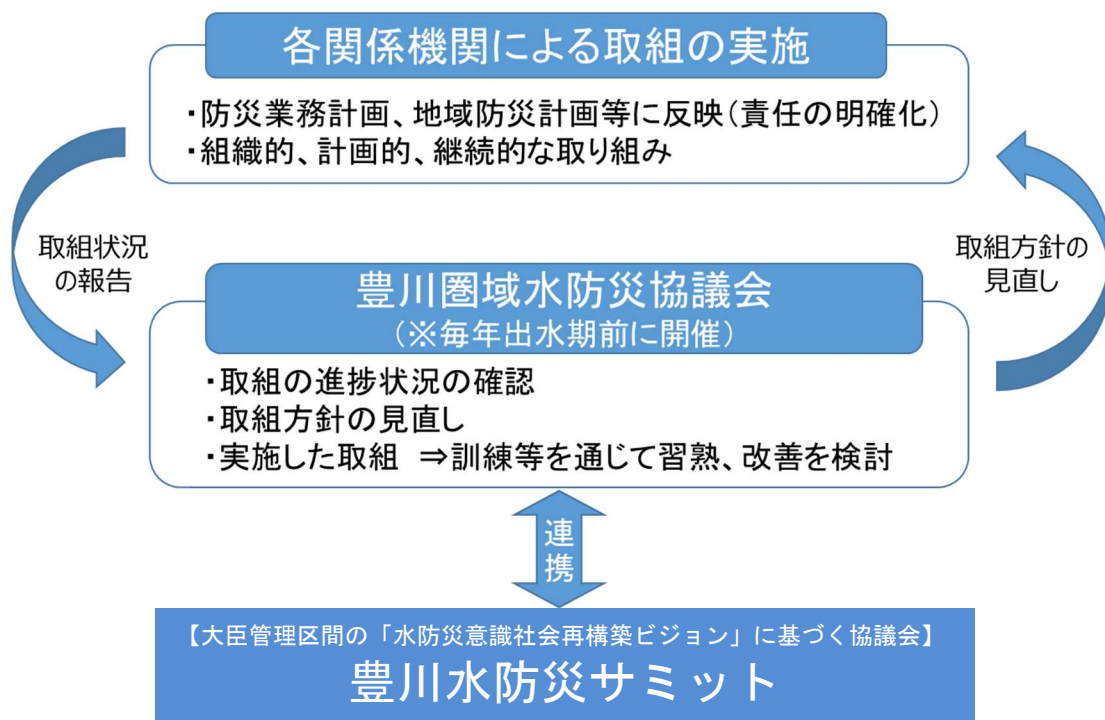 各関係機関による取組の実施
・防災業務計画、地域防災計画等に反映（責任の明確化）
・組織的、計画的、継続的な取り組み
取組状況
の報告
取組方針の
見直し
豊川圏域水防災協議会
（※毎年出水期前に開催）
・取組の進捗状況の確認
・取組方針の見直し
・実施した取組 ⇒訓練等を通じて習熟、改善を検討
連
携
【大臣管理区間の「水防災意識社会再構築ビジョン」に基づく協議会】
豊川水防災サミット